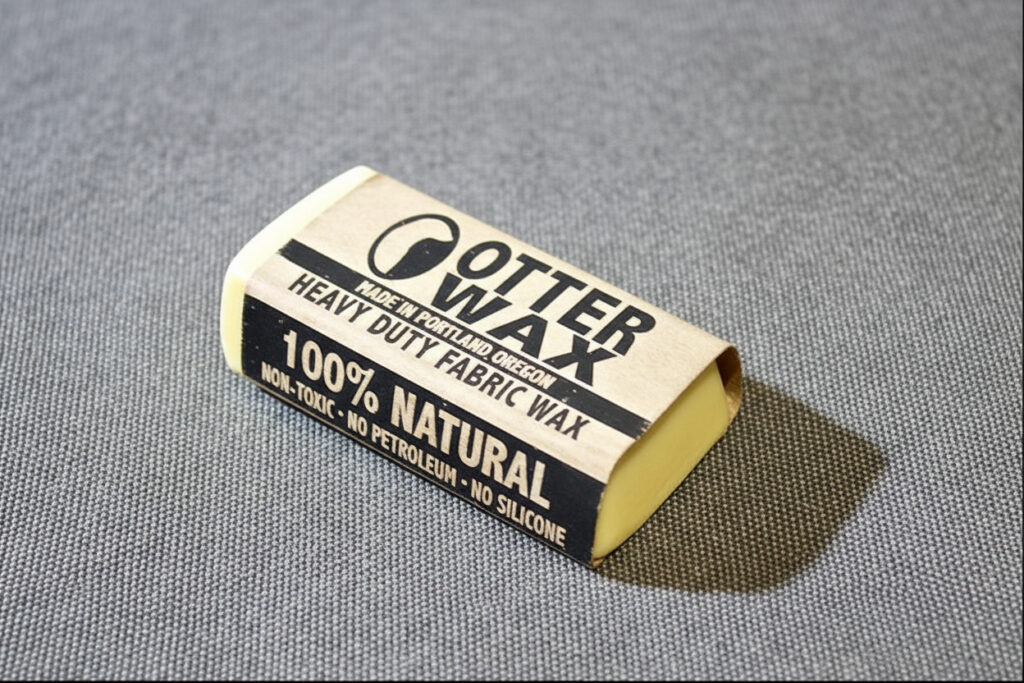 OTTER
WAX
MADE IN PORTLAND, OREGON
HEAVY DUTY FABRIC WAX
100% NATURAL
NON-TOXIC · NO PETROLEUM · NO SILICONE